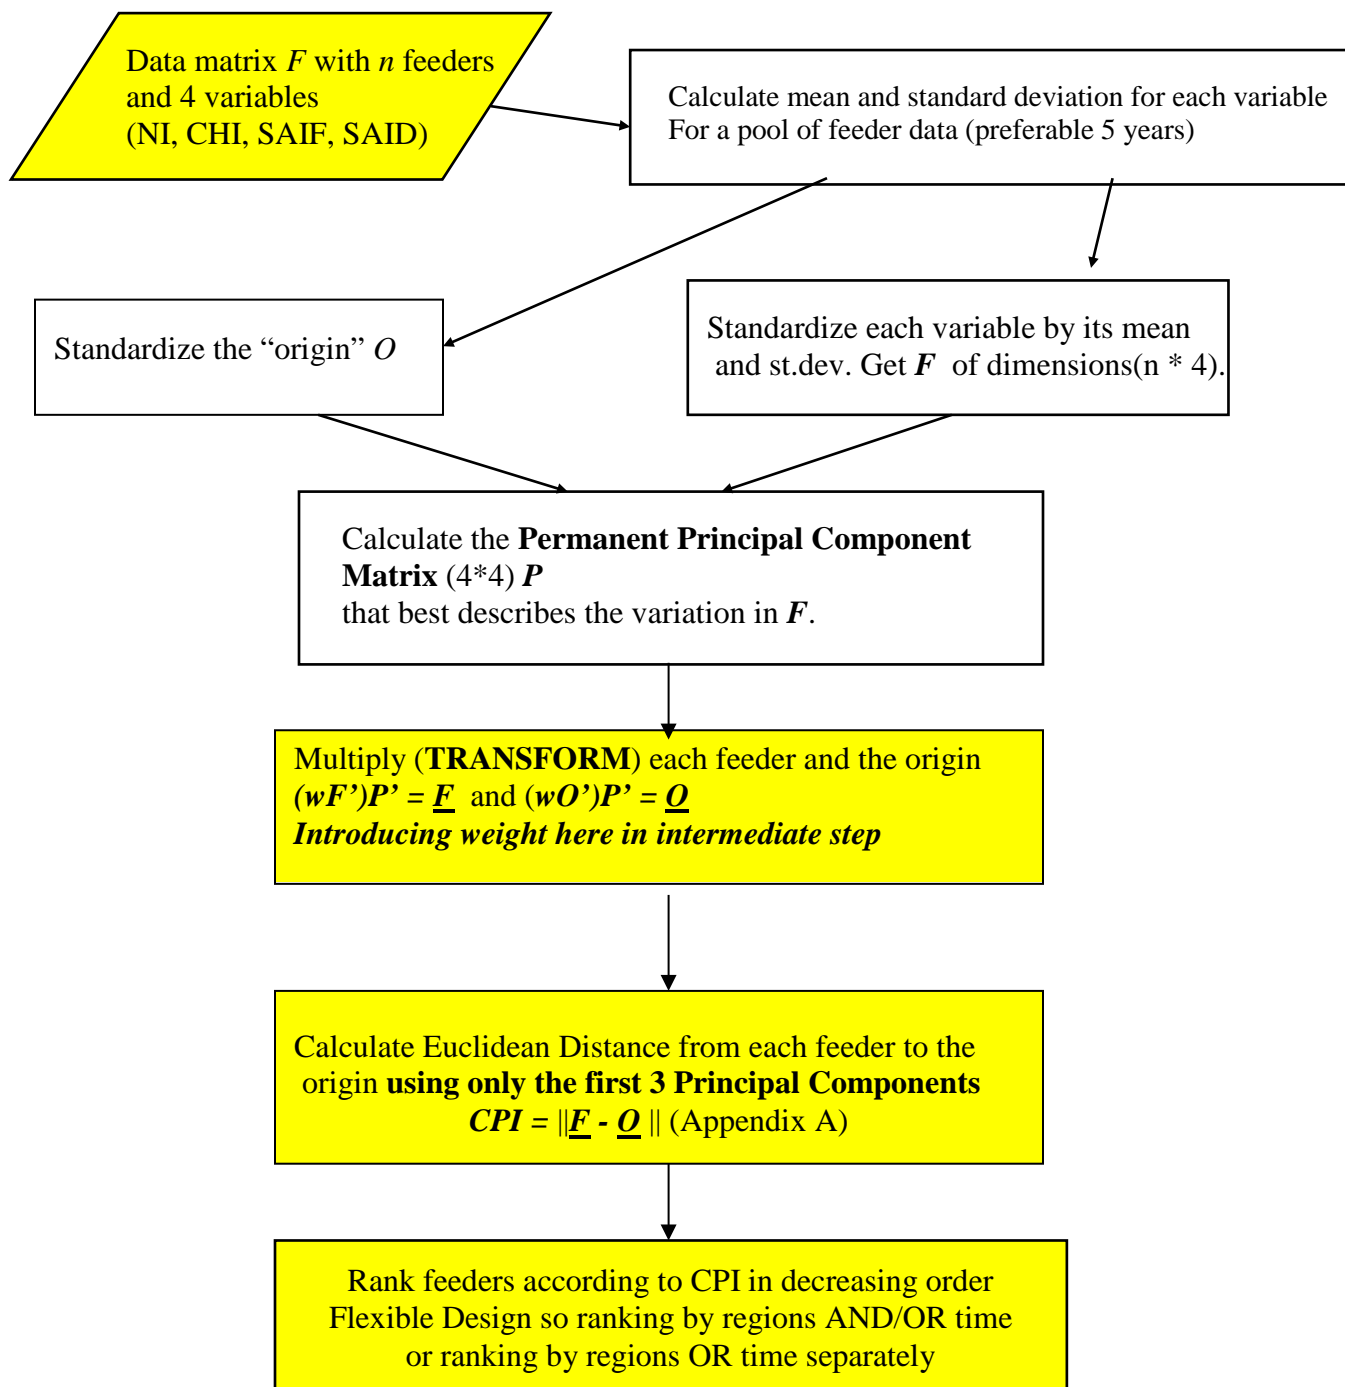 Data matrix F with n feeders
and 4 variables
(NI, CHI, SAIF, SAID)
Calculate mean and standard deviation for each variable
For a pool of feeder data (preferable 5 years)
Standardize the “origin” O
Standardize each variable by its mean
and st.dev. Get F of dimensions(n * 4).
Calculate the Permanent Principal Component
Matrix (4*4) P
that best describes the variation in F.
Multiply (TRANSFORM) each feeder and the origin
(wF’)P’ = F and (wO’)P’ = O
Introducing weight here in intermediate step
Calculate Euclidean Distance from each feeder to the
origin using only the first 3 Principal Components
CPI = ||F - O || (Appendix A)
Rank feeders according to CPI in decreasing order
Flexible Design so ranking by regions AND/OR time
or ranking by regions OR time separately